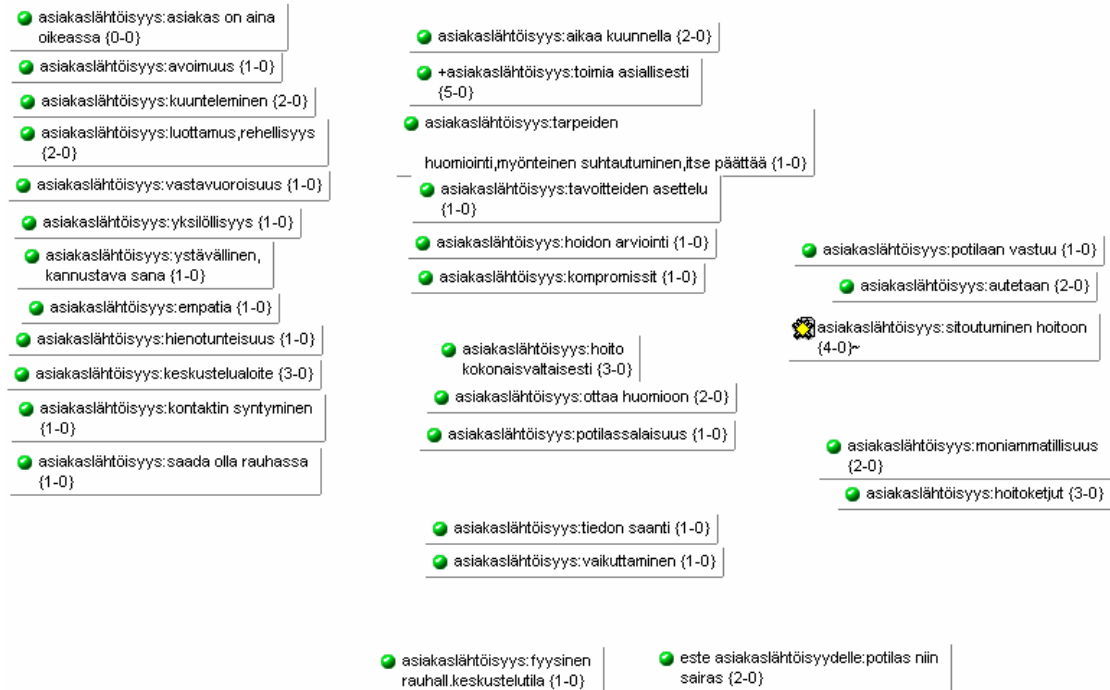 asiakaslähtöisyys:asiakas on aina
oikeassa {0-0}
asiakaslähtöisyys:avoimuus {1-0}
asiakaslähtöisyys:kuunteleminen {2-0}
asiakaslähtöisyys:luottamus,rehellisyys
{2-0}
asiakaslähtöisyys:vastavuoroisuus {1-0}
asiakaslähtöisyys:yksilöllisyys {1-0}
asiakaslähtöisyys:ystävällinen,
kannustava sana {1-0}
asiakaslähtöisyys:empatia {1-0}
asiakaslähtöisyys:hienotunteisuus {1-0}
asiakaslähtöisyys:keskustelualoite {3-0}
asiakaslähtöisyys:kontaktin syntyminen
{1-0}
asiakaslähtöisyys:saada olla rauhassa
{1-0}
asiakaslähtöisyys:aikaa kuunnella {2-0}
+asiakaslähtöisyys:toimia asiallisesti
{5-0}
asiakaslähtöisyys:tarpeiden
huomiointi,myönteinen suhtautuminen,itse päättää {1-0}
asiakaslähtöisyys:tavoitteiden asettelu
{1-0}
asiakaslähtöisyys:hoidon arviointi {1-0}
asiakaslähtöisyys:kompromissit {1-0}
asiakaslähtöisyys:hoito
kokonaisvaltaisesti {3-0}
asiakaslähtöisyys:ottaa huomioon {2-0}
asiakaslähtöisyys:potilassalaisuus {1-0}
asiakaslähtöisyys:tiedon saanti {1-0}
asiakaslähtöisyys:vaikuttaminen {1-0}
asiakaslähtöisyys:potilaan vastuu {1-0}
asiakaslähtöisyys:autetaan {2-0}
asiakaslähtöisyys:sitoutuminen hoitoon
{4-0}~
asiakaslähtöisyys:moniammatillisuus
{2-0}
asiakaslähtöisyys:hoitoketjut {3-0}
asiakaslähtöisyys:fyysinen
rauhall.keskustelutila {1-0}
este asiakaslähtöisyydelle:potilas niin
sairas {2-0}